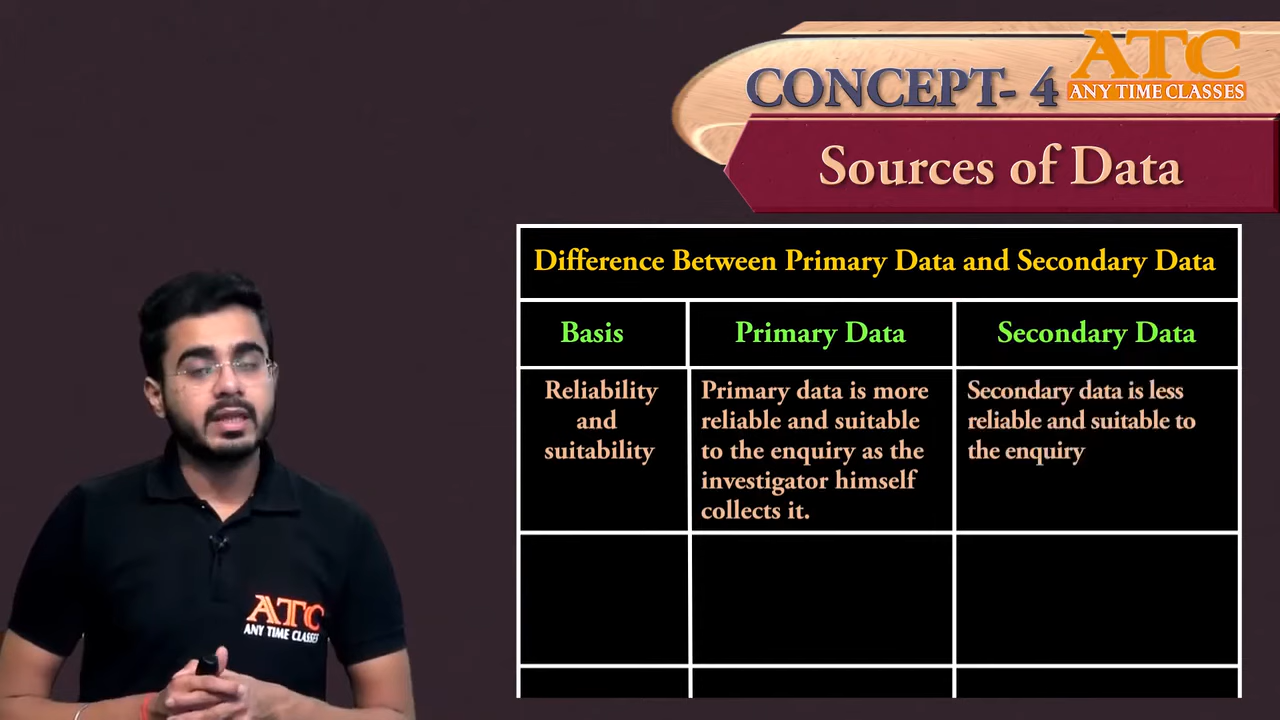 CONCEPT- 4
ATC
ANY TIME CLASSES
Sources of Data
Difference Between Primary Data and Secondary Data
Basis
Primary Data
Secondary Data
Reliability
and
suitability
Primary data is more
reliable and suitable
to the enquiry as the
investigator himself
collects it.
Secondary data is less
reliable and suitable to
the enquiry
ATC
ANY TIME CLASSES